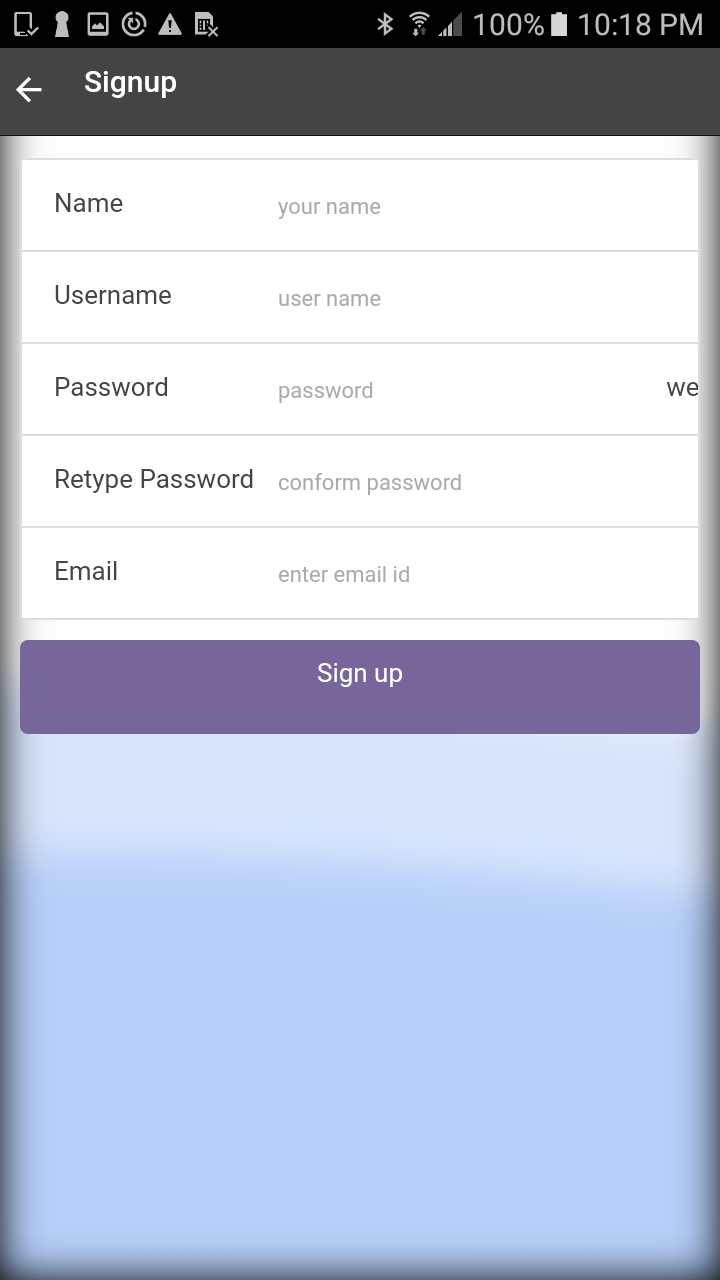 100% 10:18 PM
Signup
Name your name
Username user name
Password password we
Retype Password conform password
Email enter email id
Sign up